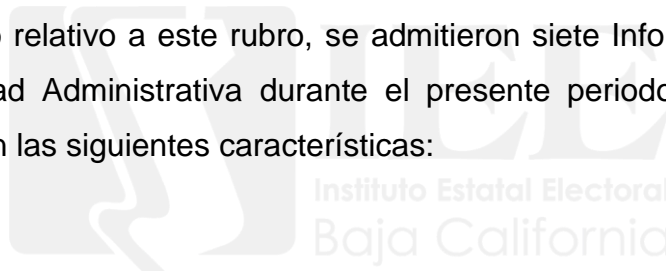 o relativo a este rubro, se admitieron siete Info
ad Administrativa durante el presente periodo
n las siguientes características:
IEE
Instituto Estatal Electoral
Baja California